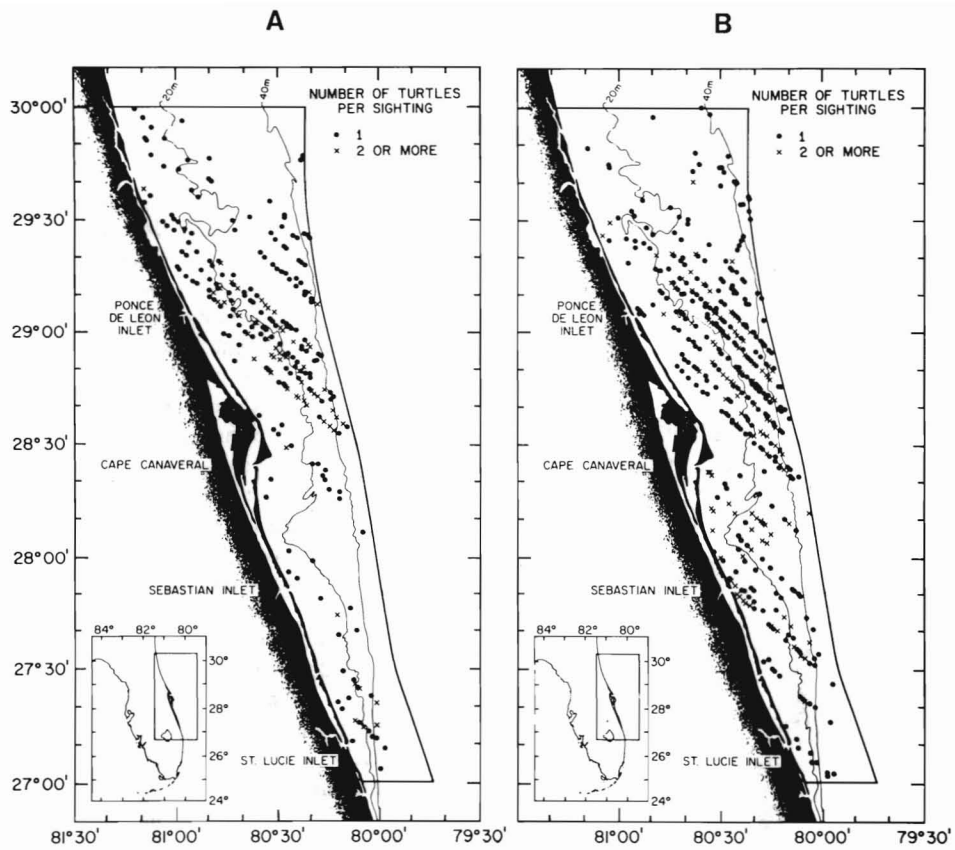 A
B
20m
40m
NUMBER OF TURTLES
PER SIGHTING
• 1
× 2 OR MORE
30°00'
29°30'
29°00'
28°30'
28°00'
27°30'
27°00'
PONCE
DE LEON
INLET
CAPE CANAVERAL
SEBASTIAN INLET
ST. LUCIE INLET
84° 82° 80°
30°
28°
26°
24°
81°30' 81°00' 80°30' 80°00' 79°30'
20m
40m
NUMBER OF TURTLES
PER SIGHTING
• 1
× 2 OR MORE
PONCE
DE LEON
INLET
CAPE CANAVERAL
SEBASTIAN INLET
ST. LUCIE INLET
84° 82° 80°
30°
28°
26°
24°
81°00' 80°30' 80°00' 79°30'